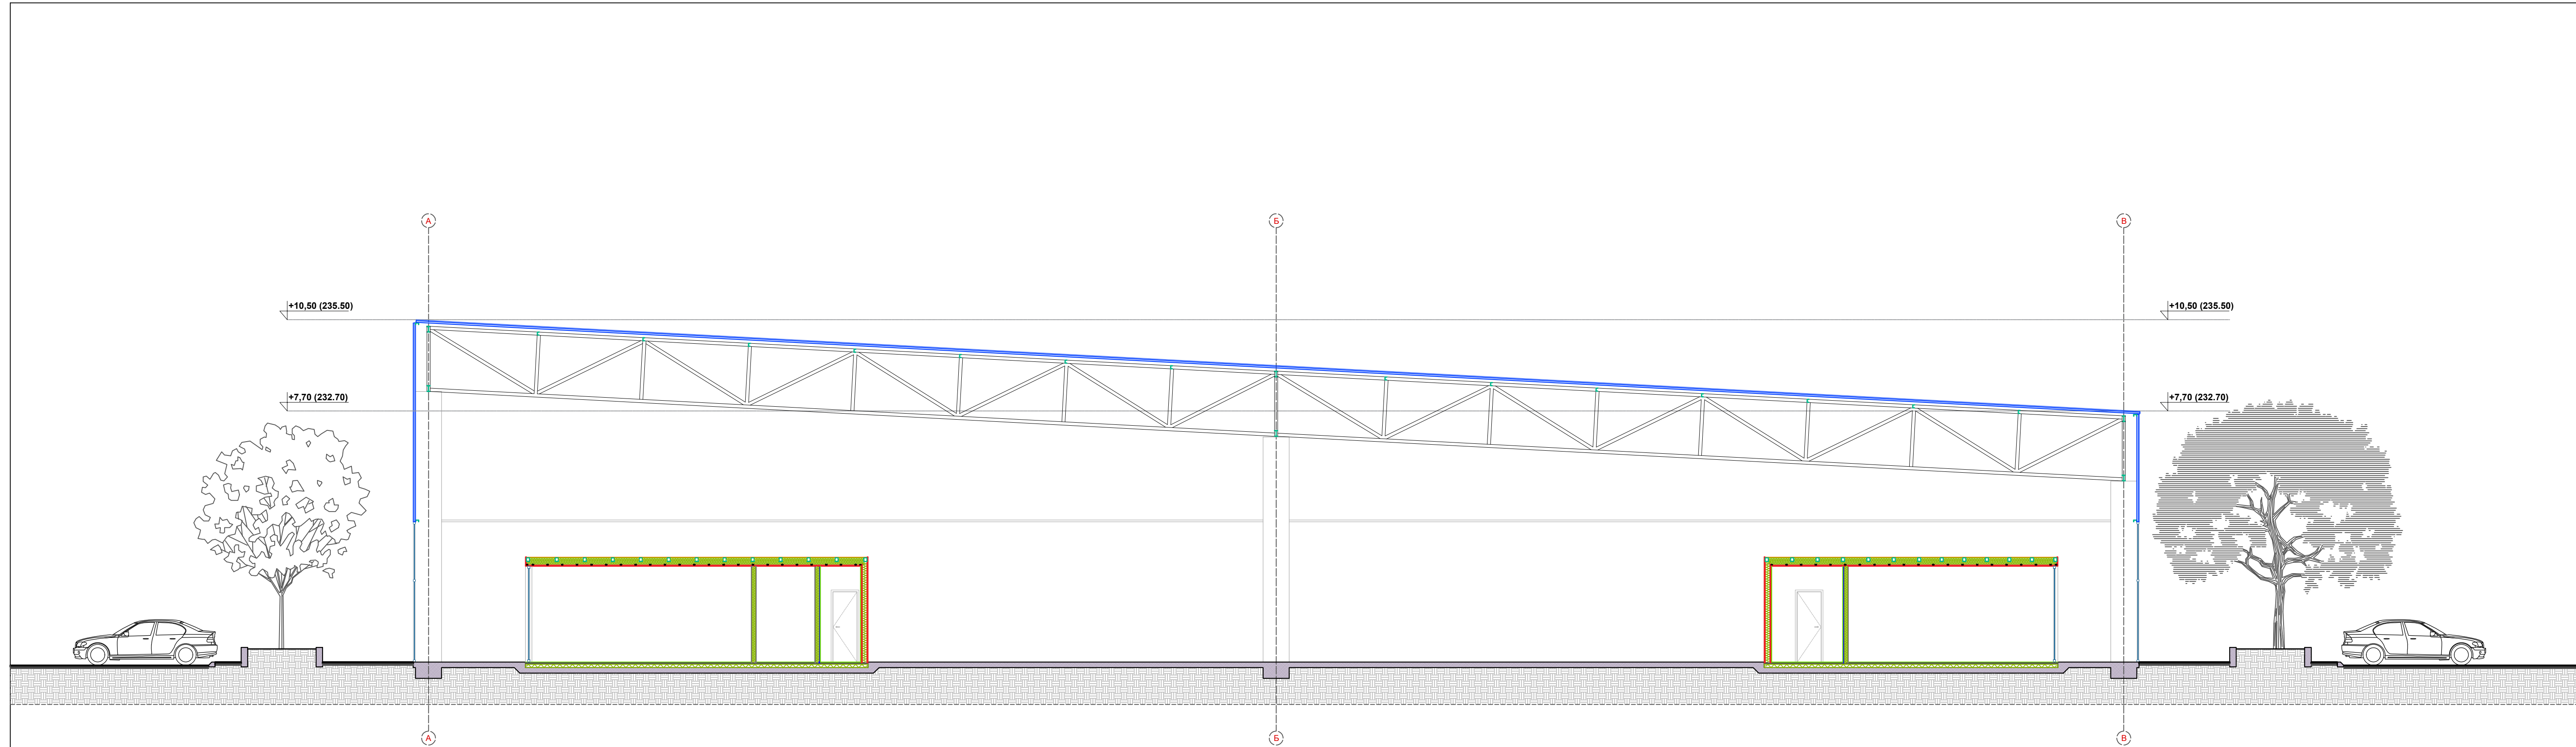 А Б В
+10,50 (235.50) +10,50 (235.50)
+7,70 (232.70) +7,70 (232.70)
А Б В